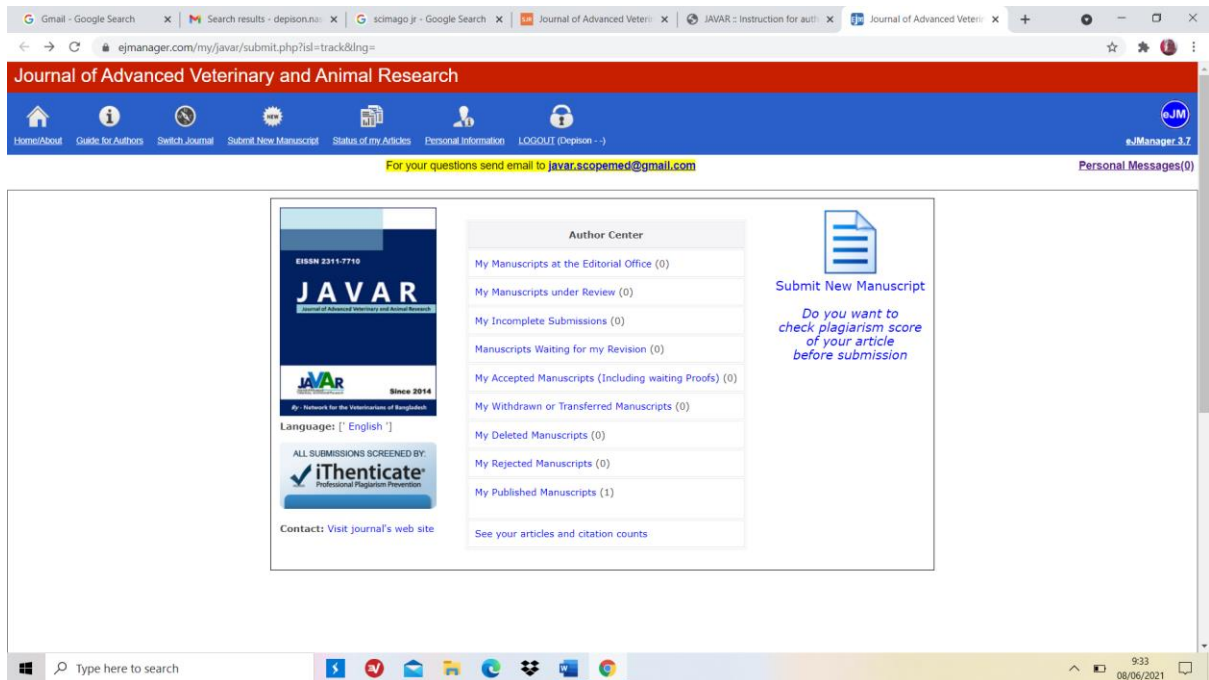 Gmail - Google Search
Search results - depison.na
scimago jr - Google Search
Journal of Advanced Veteri
JAVAR :: Instruction for auth
Journal of Advanced Veteri
ejmanager.com/my/javar/submit.php?isl=track&lng=
Journal of Advanced Veterinary and Animal Research
NEW
Home/About Guide for Authors Switch Journal Submit New Manuscript Status of my Articles Personal Information LOGOUT (Depison - -)
eJM
eJManager 3.7
For your questions send email to javar.scopemed@gmail.com
Personal Messages(0)
EISSN 2311-7710
JAVAR
Journal of Advanced Veterinary and Animal Research
JAVAR
Since 2014
By - Network for the Veterinarians of Bangladesh
Language: [' English ']
ALL SUBMISSIONS SCREENED BY:
iThenticate®
Professional Plagiarism Prevention
Contact: Visit journal's web site
Author Center
My Manuscripts at the Editorial Office (0)
My Manuscripts under Review (0)
My Incomplete Submissions (0)
Manuscripts Waiting for my Revision (0)
My Accepted Manuscripts (Including waiting Proofs) (0)
My Withdrawn or Transferred Manuscripts (0)
My Deleted Manuscripts (0)
My Rejected Manuscripts (0)
My Published Manuscripts (1)
See your articles and citation counts
Submit New Manuscript
Do you want to
check plagiarism score
of your article
before submission
Type here to search
9:33
08/06/2021